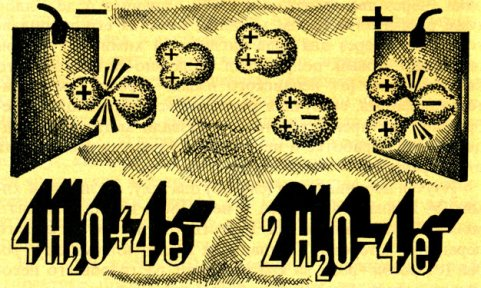 − +
+ −
+ + −
+ + −
+ + −
+ + −
4H₂O+4e⁻
2H₂O−4e⁻